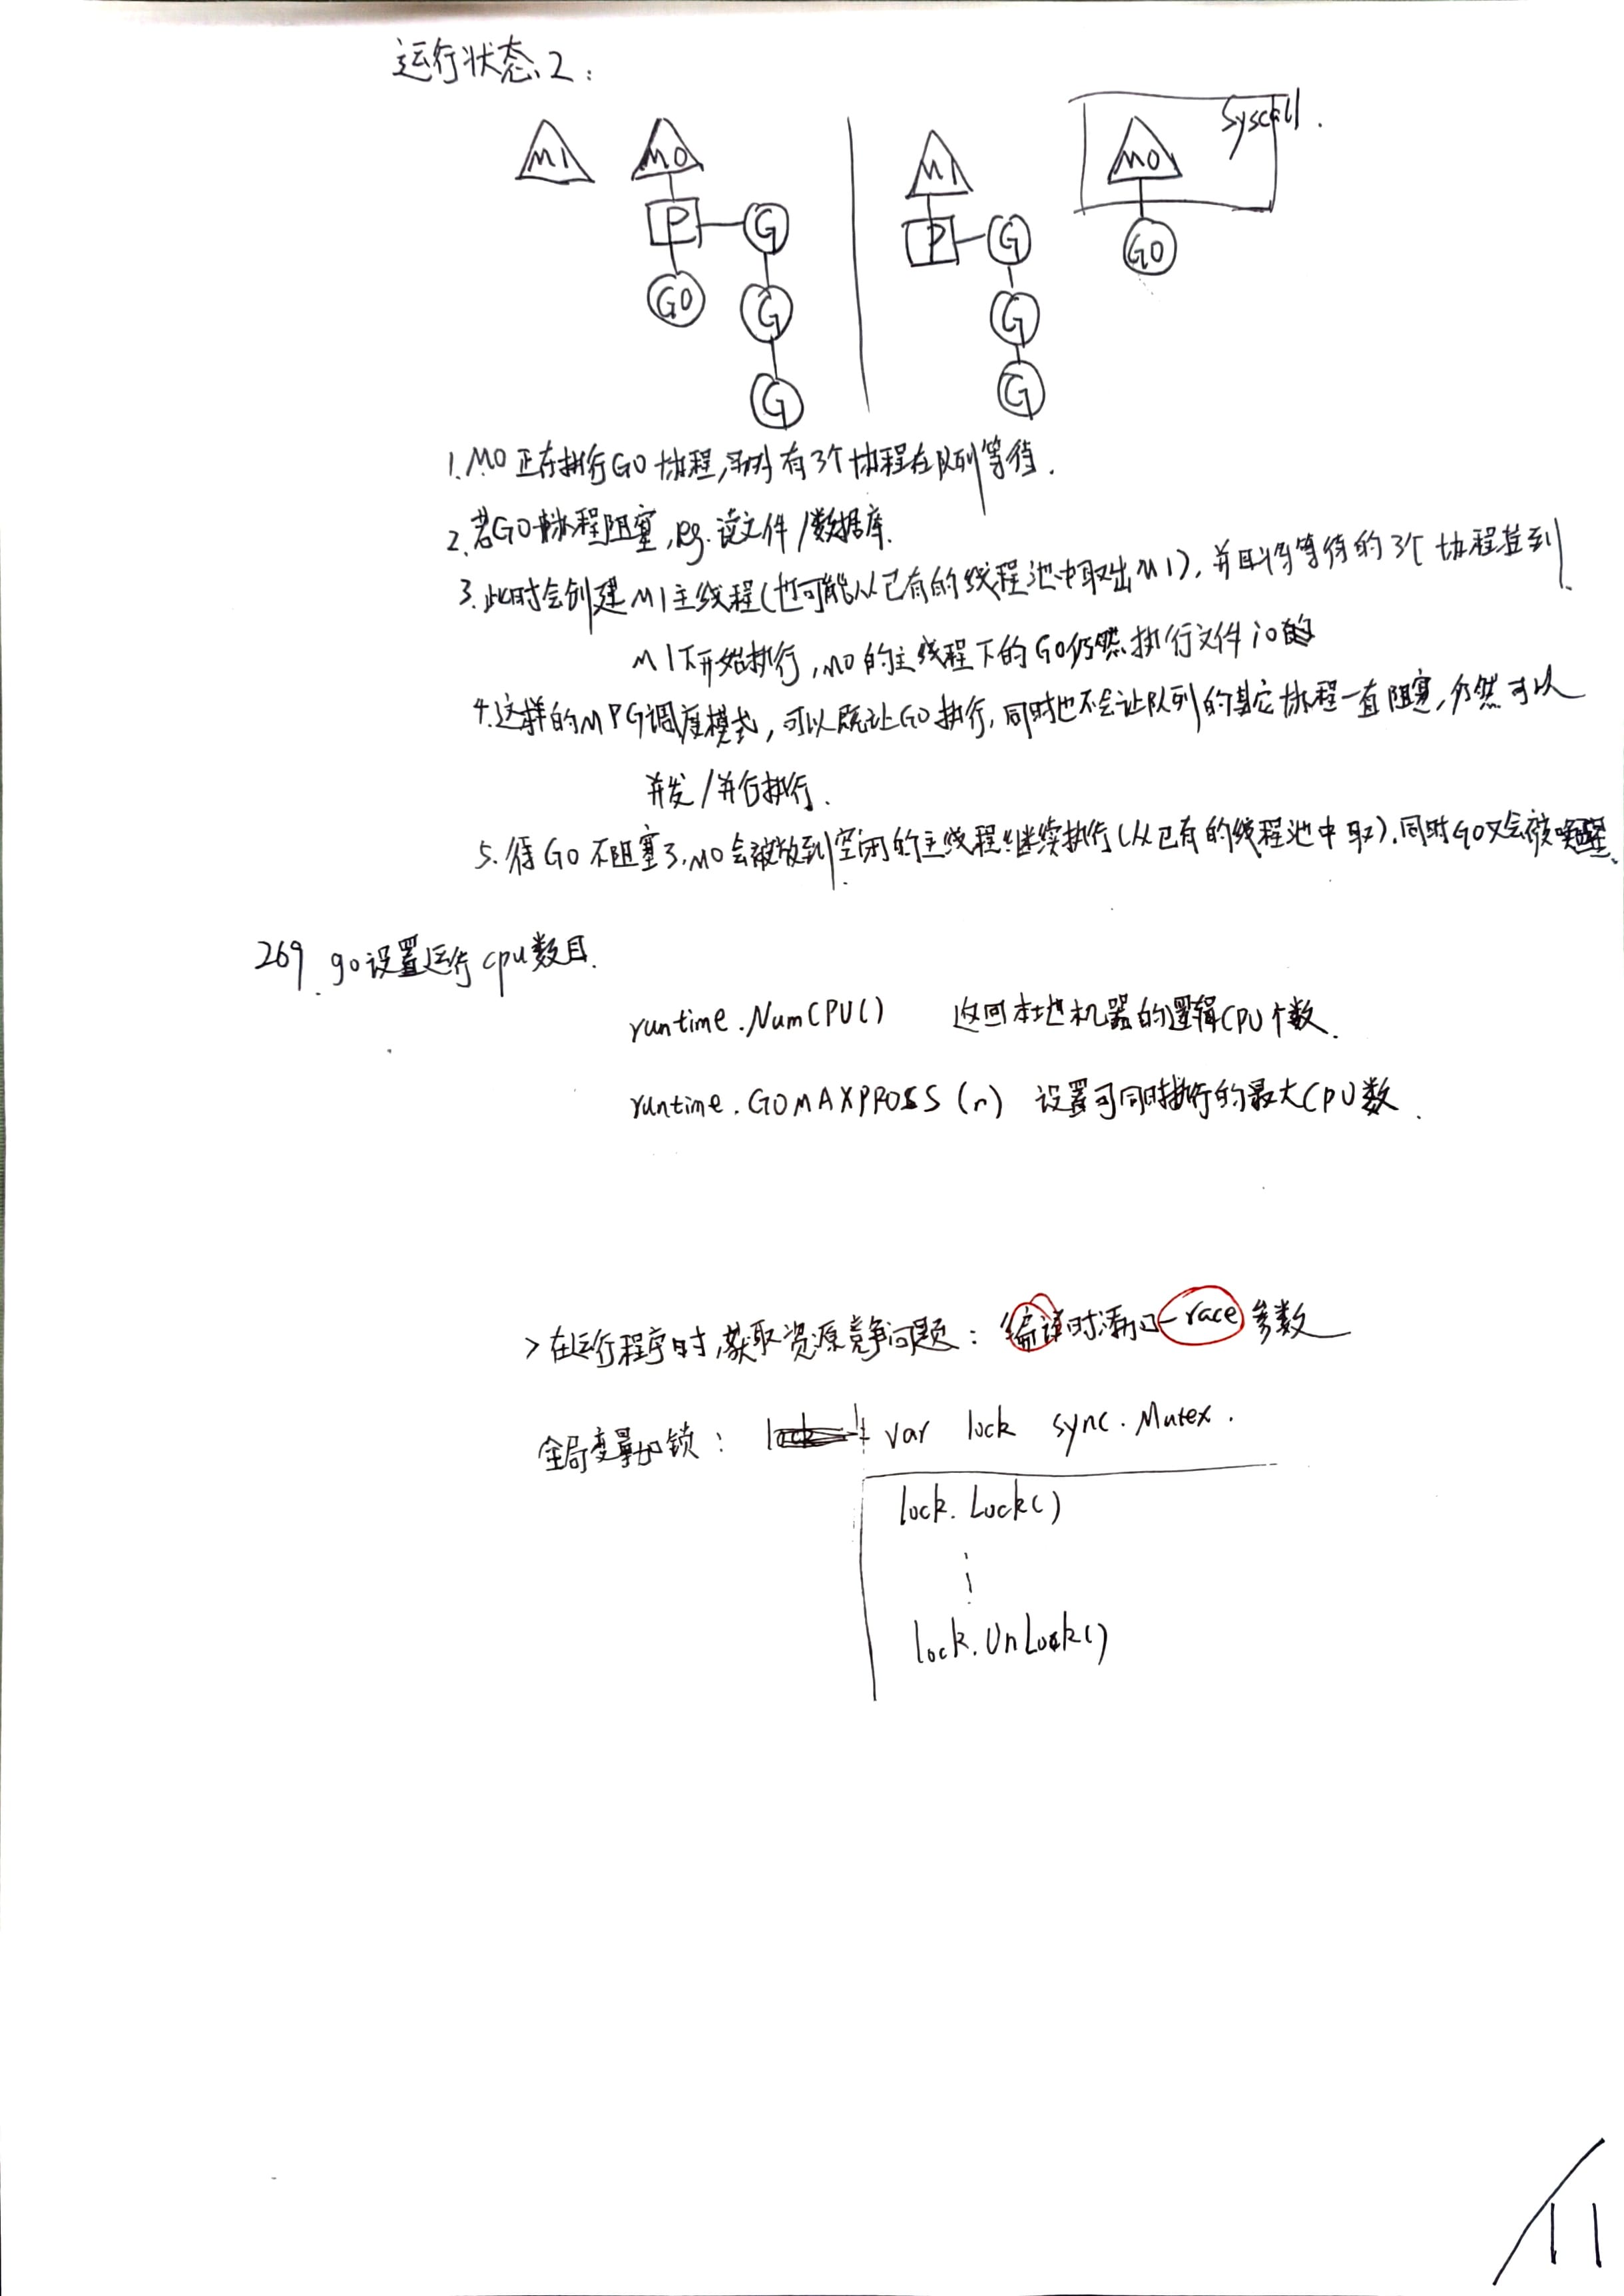 运行状态2:
M1 M0 M1 M0 Syscall.
P G P G G0
G0 G G
G G
1. M0正在执行G0协程,另外有3个协程在队列等待.
2. 若G0协程阻塞,eg.读文件/数据库.
3. 此时会创建M1主线程(也可能从已有的线程池中取出M1),并且将等待的3个协程挂到
M1下开始执行,M0的主线程下的G0仍然执行文件io的
4. 这样的MPG调度模式,可以既让G0执行,同时也不会让队列的其它协程一直阻塞,仍然可以
并发/并行执行.
5. 待G0不阻塞了,M0会被放到空闲的主线程继续执行(从已有的线程池中取),同时G0又会被唤醒.
269. go设置运行cpu数目.
runtime.NumCPU() 返回本地机器的逻辑CPU个数.
runtime.GOMAXPROSS(n) 设置可同时执行的最大CPU数.
>在运行程序时,获取资源竞争问题:编译时添加-race参数
全局变量加锁: var lock sync.Mutex.
lock.Lock()
lock.UnLock()
11